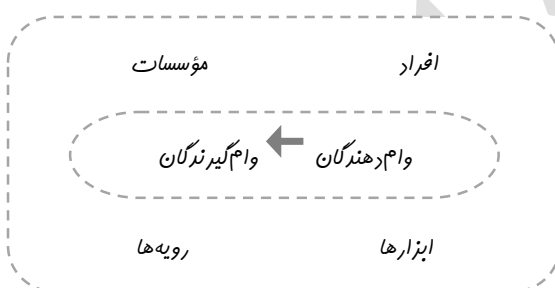 افراد مؤسسات
وام‌دهندگان وام‌گیرندگان
ابزارها رویه‌ها